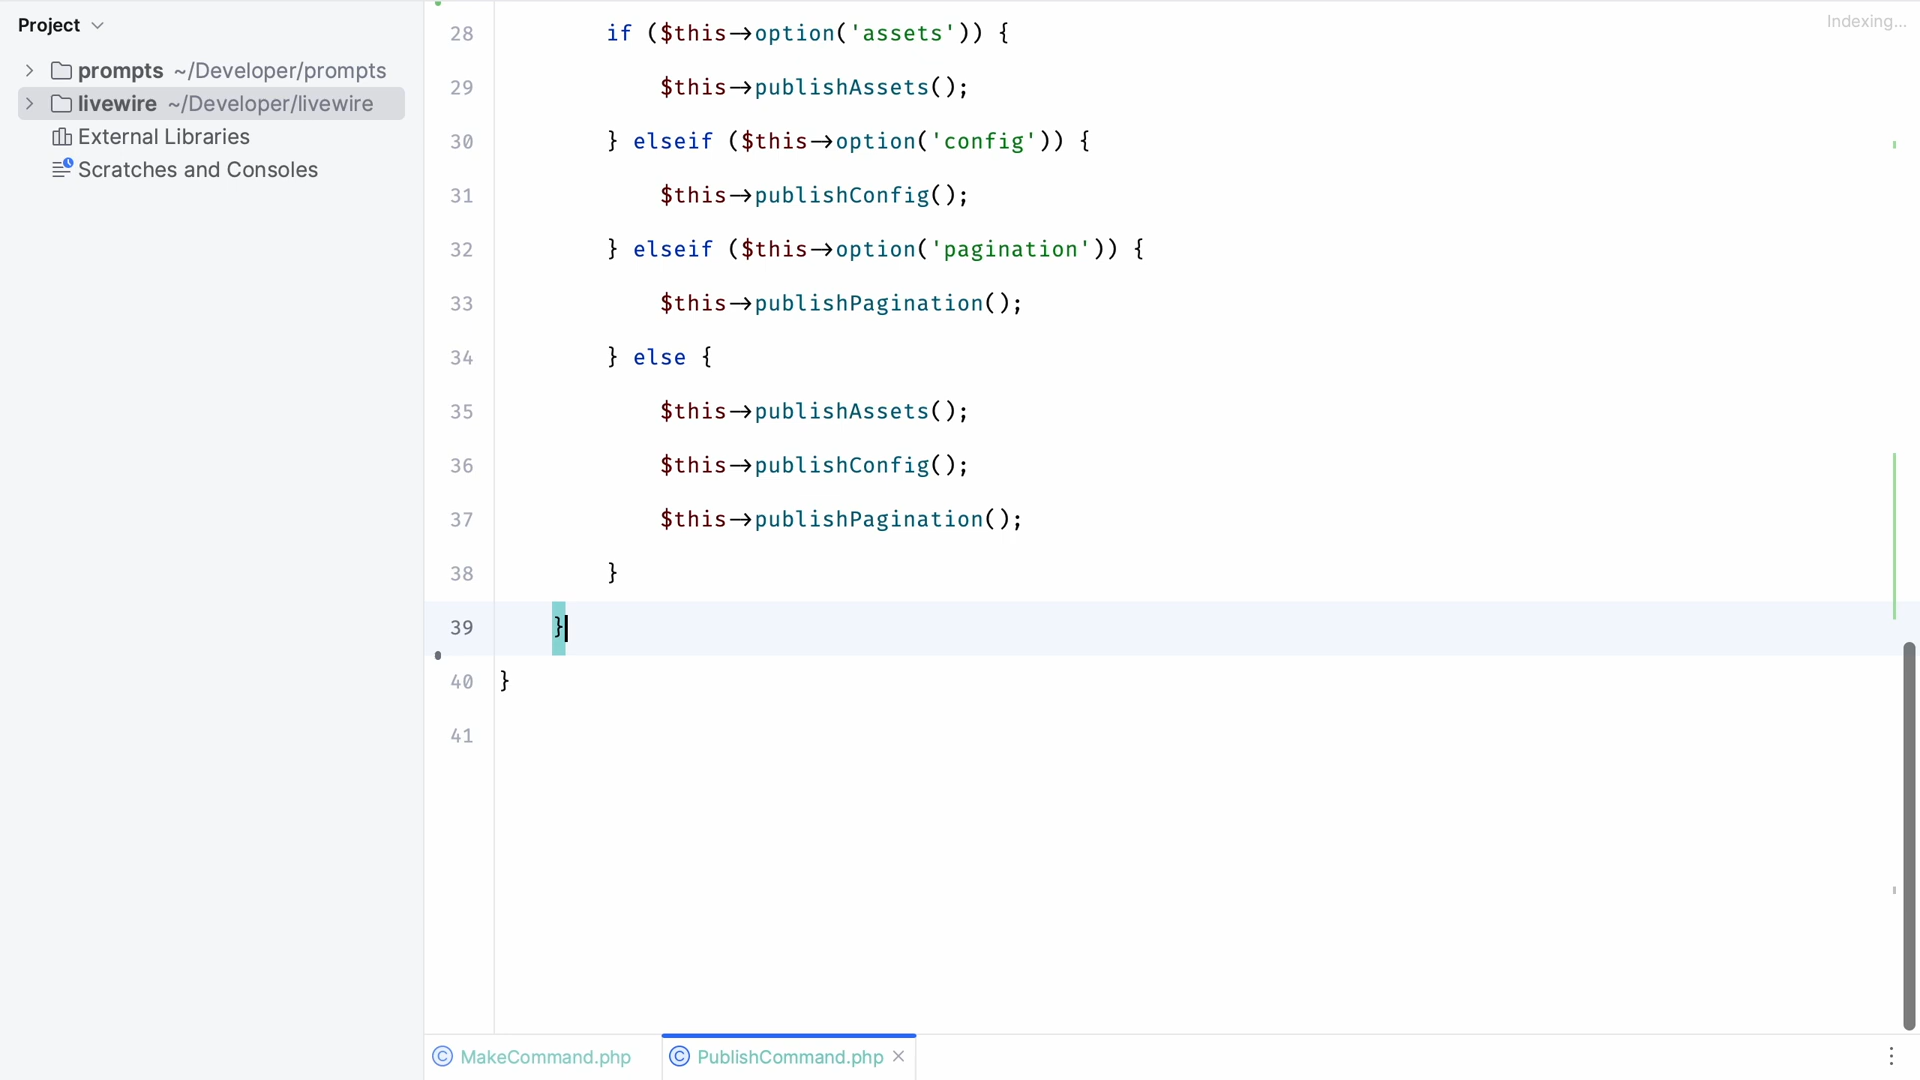 Project
prompts ~/Developer/prompts
livewire ~/Developer/livewire
External Libraries
Scratches and Consoles
Indexing...
28 if ($this->option('assets')) {
29 $this->publishAssets();
30 } elseif ($this->option('config')) {
31 $this->publishConfig();
32 } elseif ($this->option('pagination')) {
33 $this->publishPagination();
34 } else {
35 $this->publishAssets();
36 $this->publishConfig();
37 $this->publishPagination();
38 }
39 }
40 }
41
MakeCommand.php
PublishCommand.php